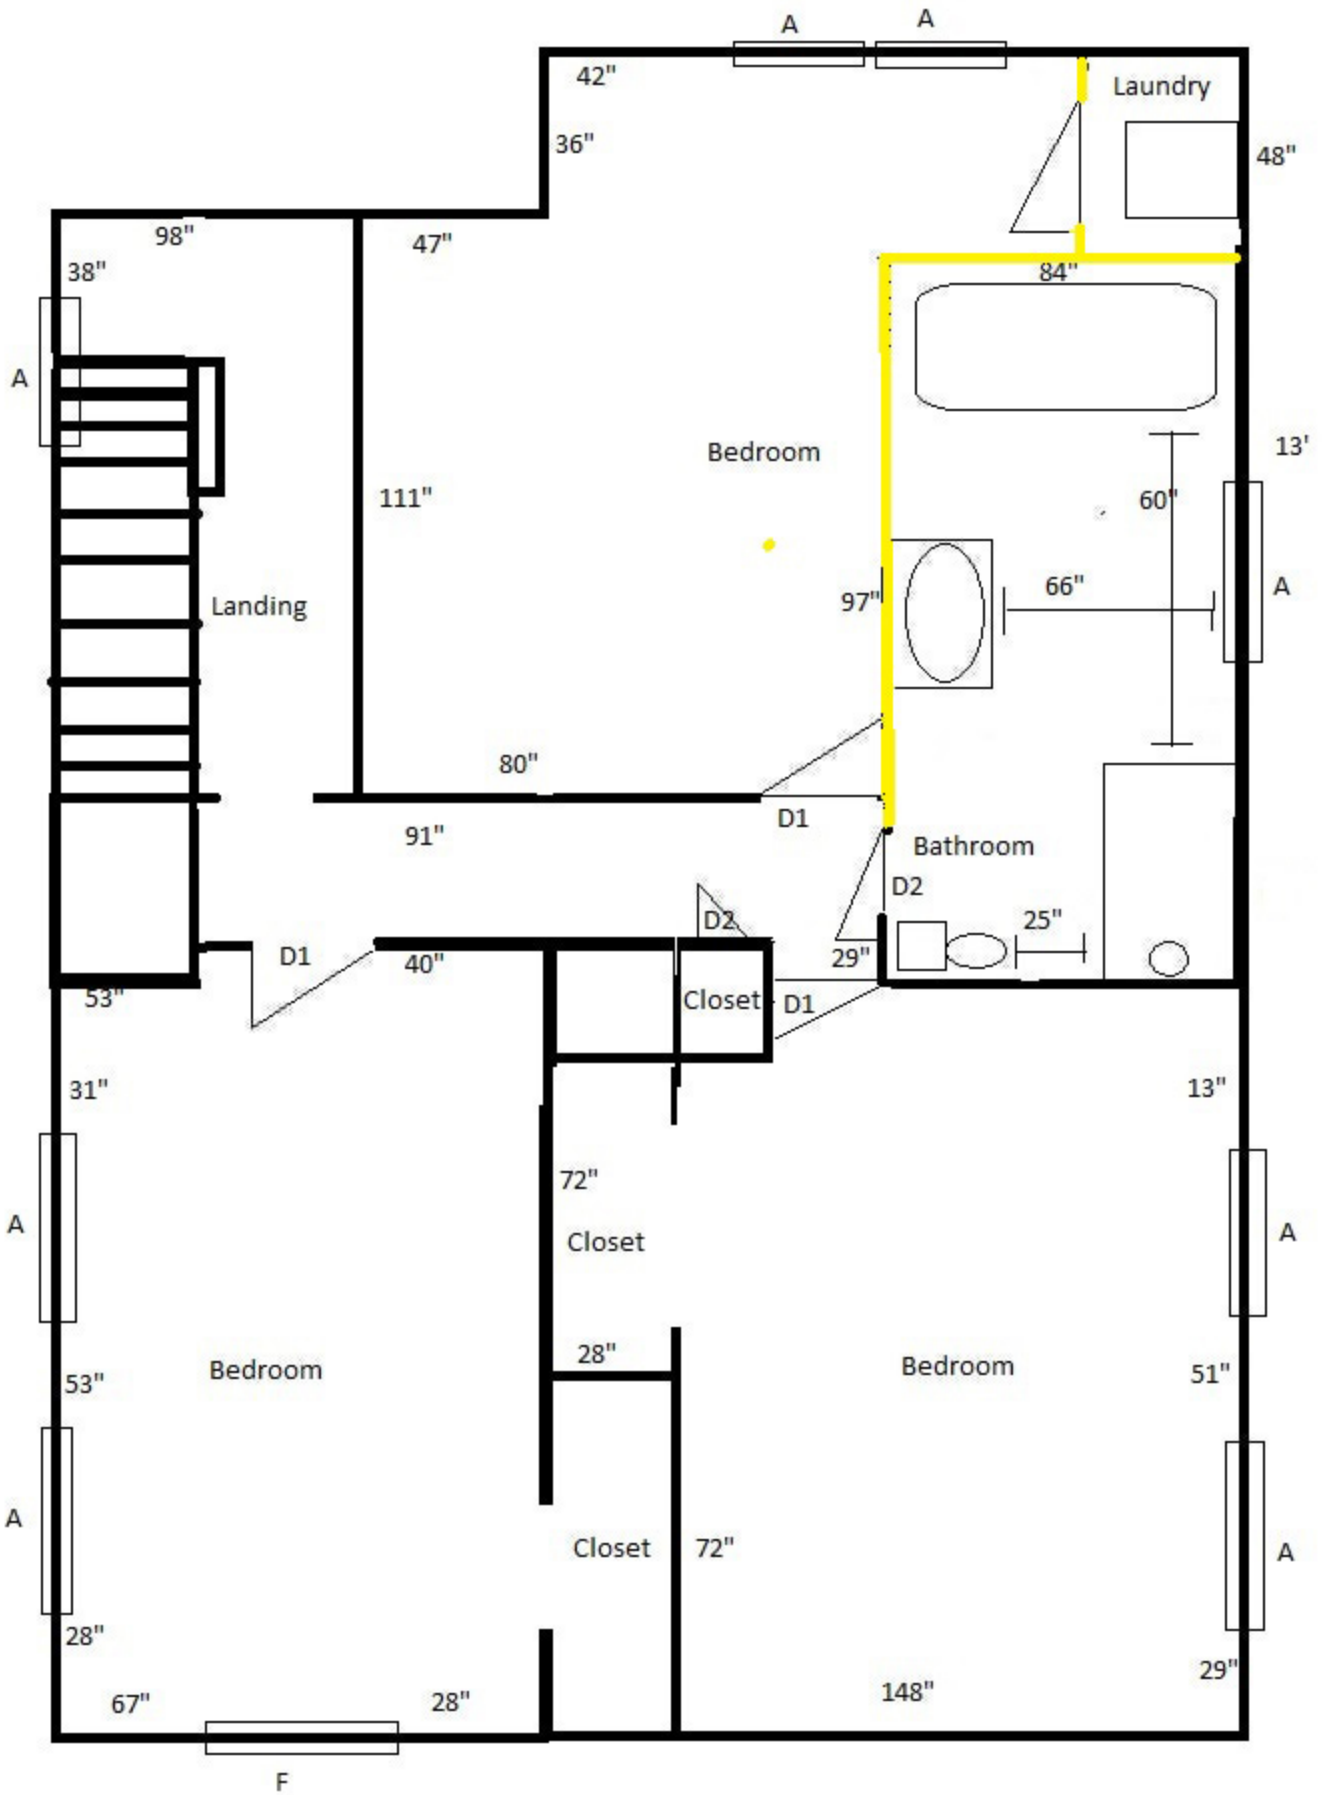 A
A
42"
Laundry
36"
48"
98"
47"
38"
84"
A
Bedroom
13'
111"
60"
66"
A
97"
Landing
80"
D1
91"
Bathroom
D2
D2
25"
D1
40"
29"
53"
Closet
D1
31"
13"
72"
A
Closet
A
28"
Bedroom
Bedroom
53"
51"
A
Closet
72"
A
28"
29"
67"
28"
148"
F